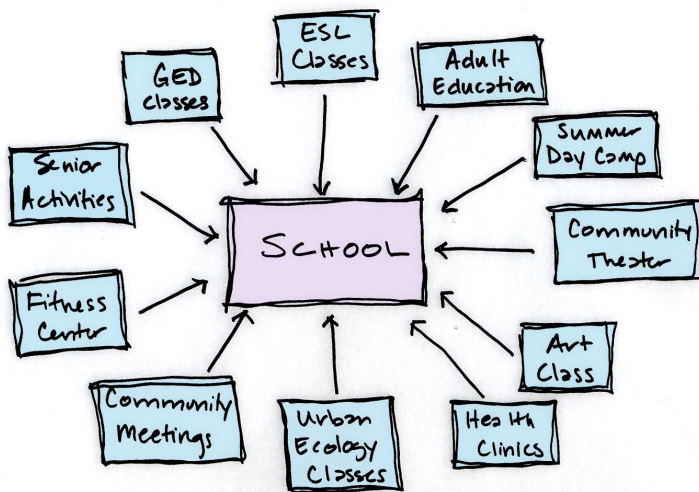 ESL
Classes
Adult
Education
GED
Classes
Summer
Day Camp
Senior
Activities
SCHOOL
Community
Theater
Fitness
Center
Art
Class
Community
Meetings
Urban
Ecology
Classes
Health
Clinics